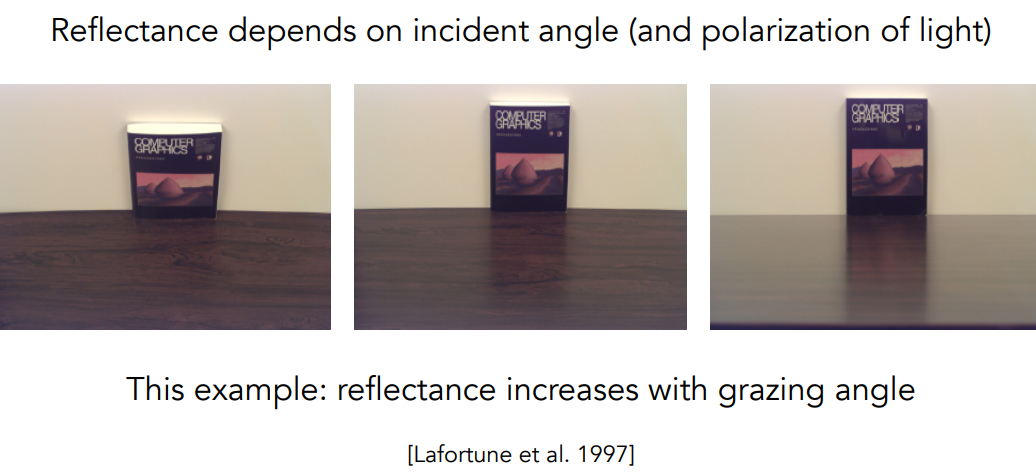 Reflectance depends on incident angle (and polarization of light)
COMPUTER
GRAPHICS
COMPUTER
GRAPHICS
COMPUTER
GRAPHICS
This example: reflectance increases with grazing angle
[Lafortune et al. 1997]